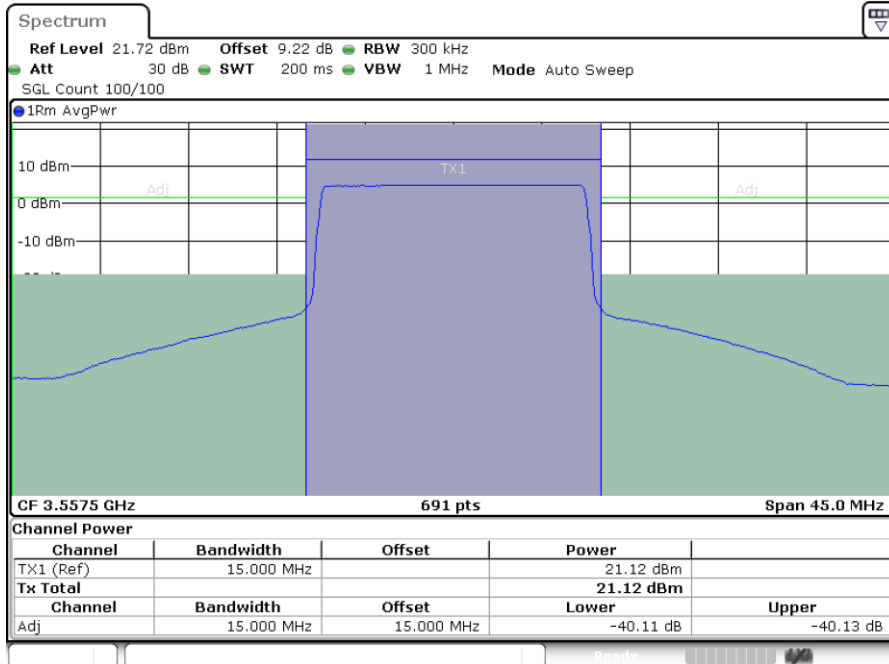 Spectrum
Ref Level 21.72 dBm Offset 9.22 dB RBW 300 kHz
Att 30 dB SWT 200 ms VBW 1 MHz Mode Auto Sweep
SGL Count 100/100
1Rm AvgPwr
10 dBm
TX1
Adj Adj
0 dBm
-10 dBm
CF 3.5575 GHz 691 pts Span 45.0 MHz
Channel Power
Channel Bandwidth Offset Power
TX1 (Ref) 15.000 MHz 21.12 dBm
Tx Total 21.12 dBm
Channel Bandwidth Offset Lower Upper
Adj 15.000 MHz 15.000 MHz -40.11 dB -40.13 dB
Ready